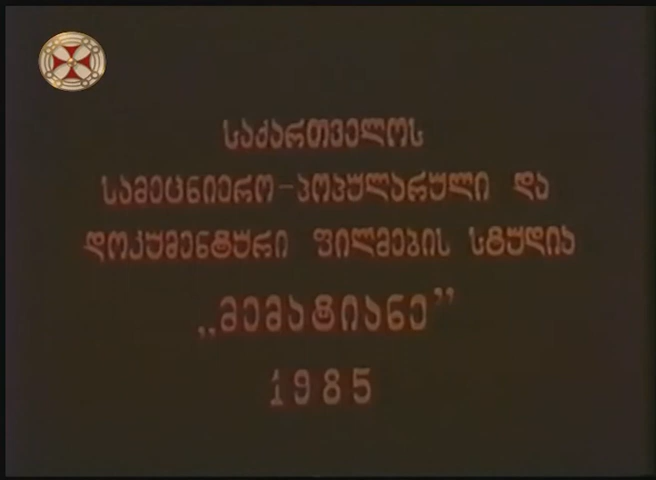 საქართველოს
სამეცნიერო-პოპულარული და
დოკუმენტური ფილმების სტუდია
„მემატიანე”
1985